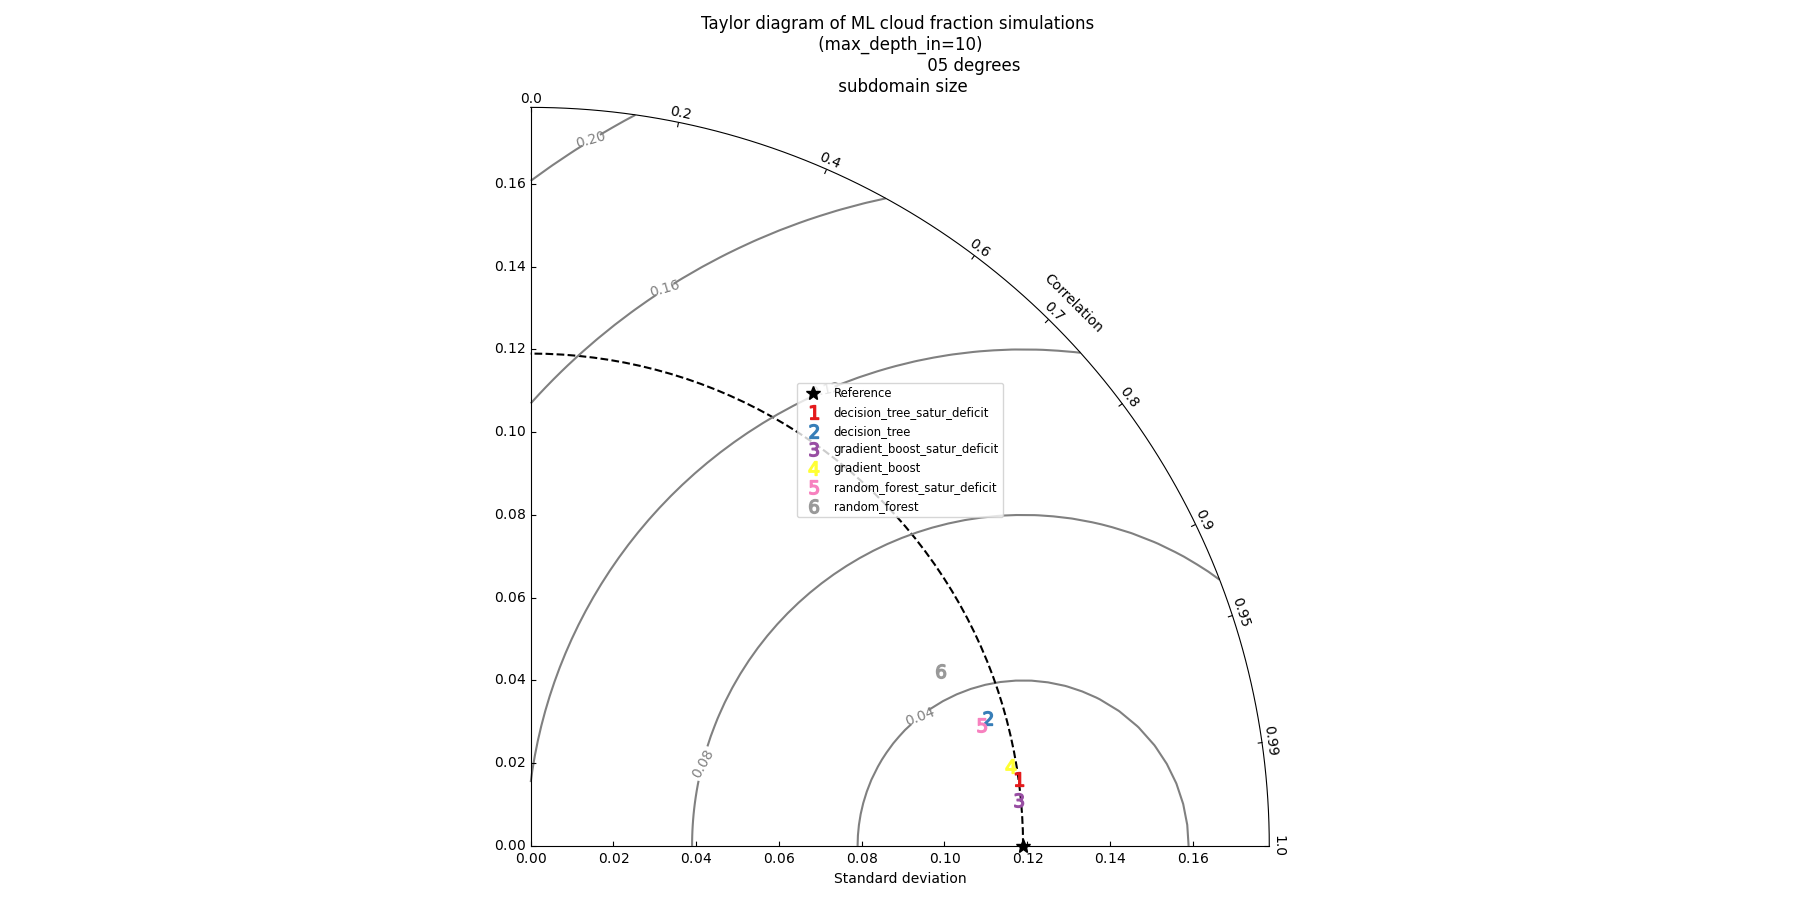 Taylor diagram of ML cloud fraction simulations
(max_depth_in=10)
05 degrees
subdomain size
0.0
0.2
0.4
0.6
0.7
0.8
0.9
0.95
0.99
1.0
Correlation
0.20
0.16
0.08
0.04
0.16
0.14
0.12
0.10
0.08
0.06
0.04
0.02
0.00
Reference
1 decision_tree_satur_deficit
2 decision_tree
3 gradient_boost_satur_deficit
4 gradient_boost
5 random_forest_satur_deficit
6 random_forest
6
2
5
4
1
3
0.00 0.02 0.04 0.06 0.08 0.10 0.12 0.14 0.16
Standard deviation